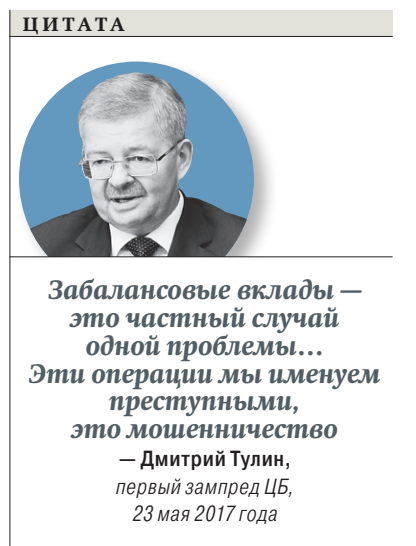 ЦИТАТА
Забалансовые вклады —
это частный случай
одной проблемы...
Эти операции мы именуем
преступными,
это мошенничество
— Дмитрий Тулин,
первый зампред ЦБ,
23 мая 2017 года